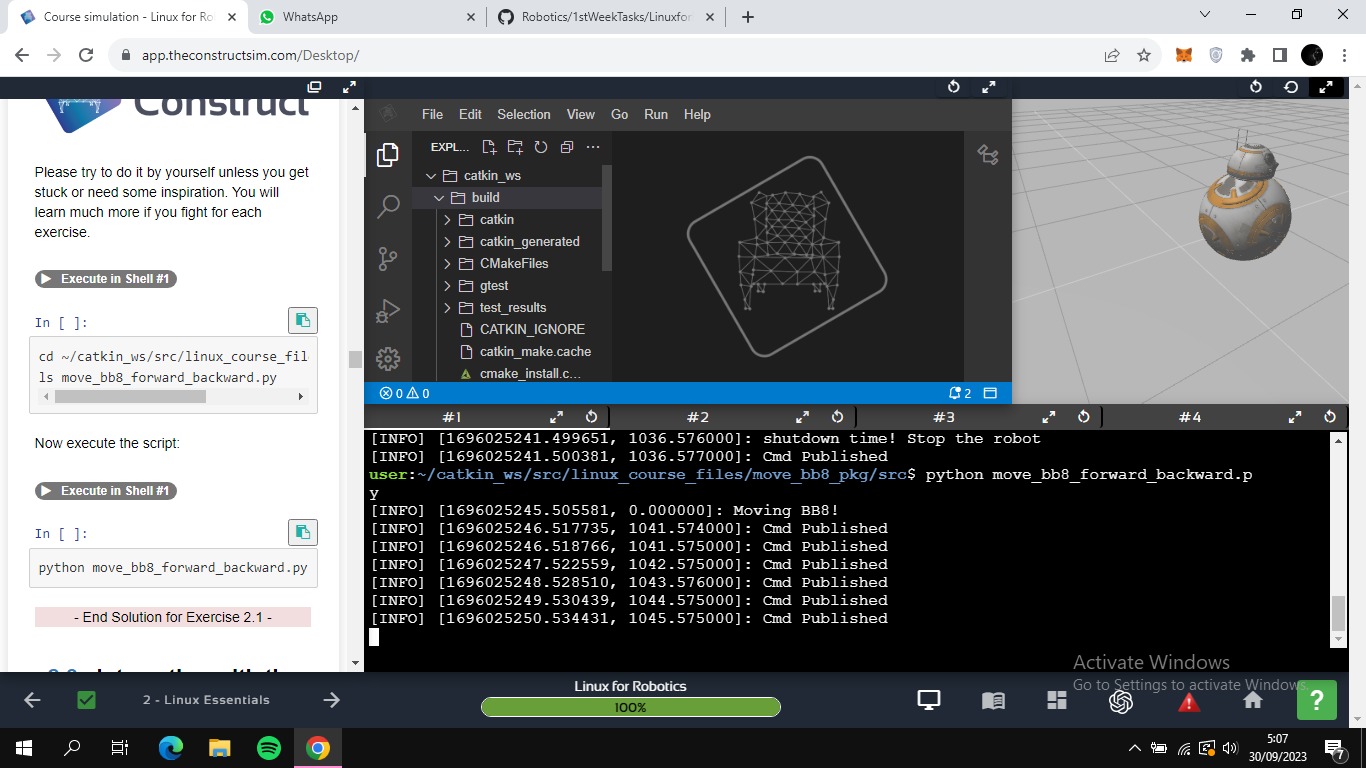 Course simulation - Linux for Ro
WhatsApp
Robotics/1stWeekTasks/Linuxfor
app.theconstructsim.com/Desktop/
Construct
Please try to do it by yourself unless you get
stuck or need some inspiration. You will
learn much more if you fight for each
exercise.
Execute in Shell #1
In [ ]:
cd ~/catkin_ws/src/linux_course_fil
ls move_bb8_forward_backward.py
Now execute the script:
Execute in Shell #1
In [ ]:
python move_bb8_forward_backward.py
- End Solution for Exercise 2.1 -
File Edit Selection View Go Run Help
EXPL...
catkin_ws
build
catkin
catkin_generated
CMakeFiles
gtest
test_results
CATKIN_IGNORE
catkin_make.cache
cmake_install.c...
0 0
2
#1 #2 #3 #4
[INFO] [1696025241.499651, 1036.576000]: shutdown time! Stop the robot
[INFO] [1696025241.500381, 1036.577000]: Cmd Published
user:~/catkin_ws/src/linux_course_files/move_bb8_pkg/src$ python move_bb8_forward_backward.p
y
[INFO] [1696025245.505581, 0.000000]: Moving BB8!
[INFO] [1696025246.517735, 1041.574000]: Cmd Published
[INFO] [1696025246.518766, 1041.575000]: Cmd Published
[INFO] [1696025247.522559, 1042.575000]: Cmd Published
[INFO] [1696025248.528510, 1043.576000]: Cmd Published
[INFO] [1696025249.530439, 1044.575000]: Cmd Published
[INFO] [1696025250.534431, 1045.575000]: Cmd Published
Activate Windows
Go to Settings to activate Windows.
2 - Linux Essentials
Linux for Robotics
100%
?
5:07
30/09/2023
7